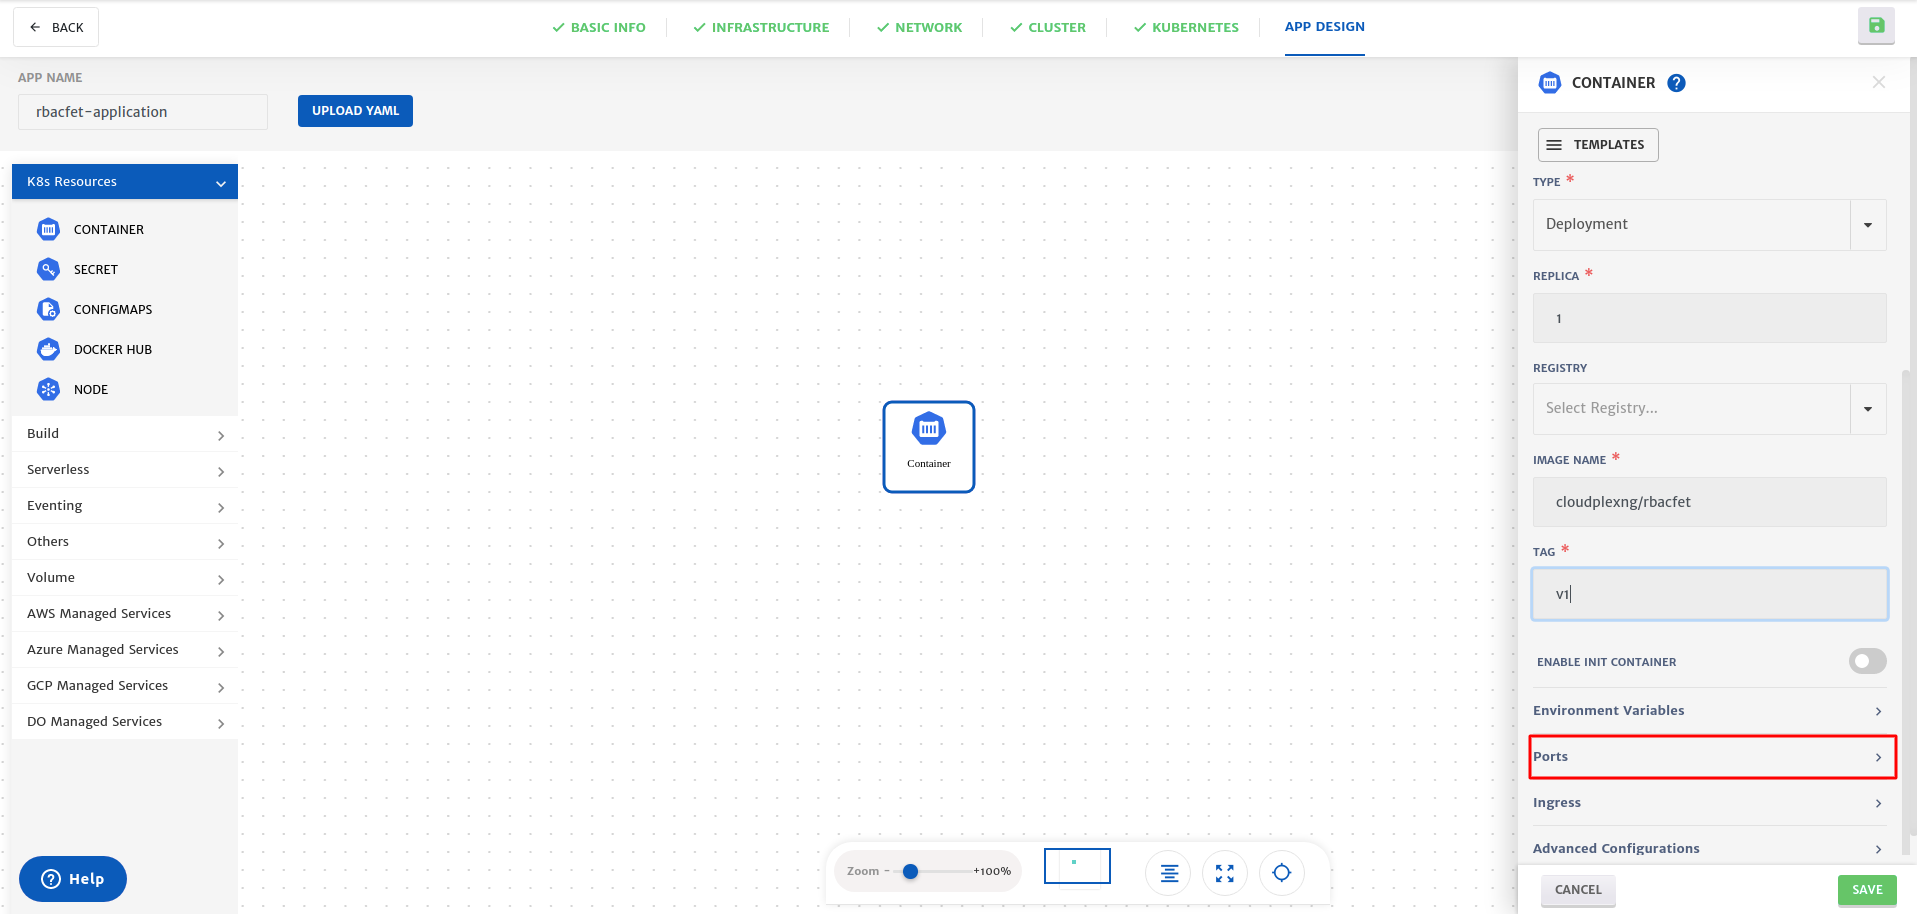 BACK
BASIC INFO
INFRASTRUCTURE
NETWORK
CLUSTER
KUBERNETES
APP DESIGN
APP NAME
rbacfet-application
UPLOAD YAML
K8s Resources
CONTAINER
SECRET
CONFIGMAPS
DOCKER HUB
NODE
Build
Serverless
Eventing
Others
Volume
AWS Managed Services
Azure Managed Services
GCP Managed Services
DO Managed Services
? Help
Container
Zoom - +100%
CONTAINER ?
TEMPLATES
TYPE *
Deployment
REPLICA *
1
REGISTRY
Select Registry...
IMAGE NAME *
cloudplexng/rbacfet
TAG *
v1
ENABLE INIT CONTAINER
Environment Variables
Ports
Ingress
Advanced Configurations
CANCEL
SAVE